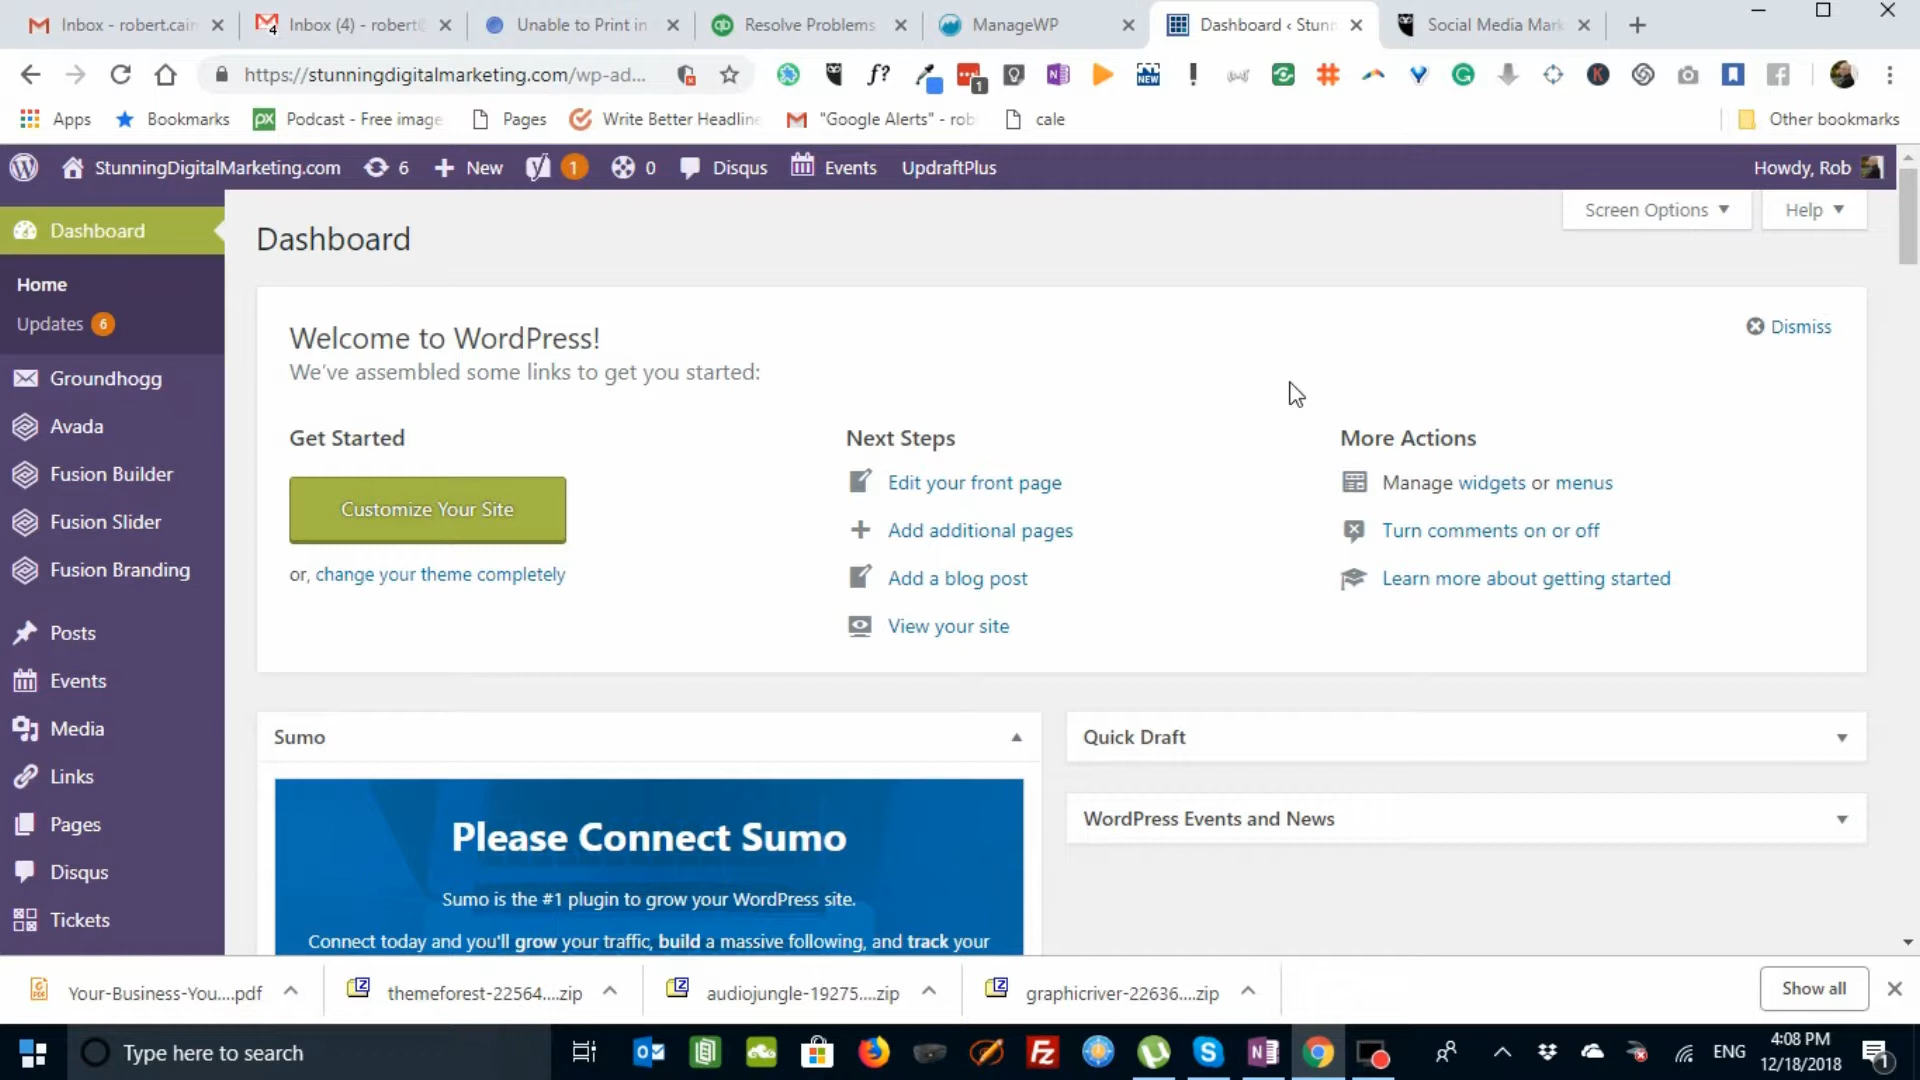 Inbox - robert.cain
Inbox (4) - robert@
Unable to Print in
Resolve Problems
ManageWP
Dashboard ‹ Stunn
Social Media Mark
https://stunningdigitalmarketing.com/wp-ad...
Apps
Bookmarks
Podcast - Free image
Pages
Write Better Headline
"Google Alerts" - rob
cale
Other bookmarks
StunningDigitalMarketing.com
6
New
1
0
Disqus
Events
UpdraftPlus
Howdy, Rob
Screen Options
Help
Dashboard
Home
Updates 6
Groundhogg
Avada
Fusion Builder
Fusion Slider
Fusion Branding
Posts
Events
Media
Links
Pages
Disqus
Tickets
Dashboard
Welcome to WordPress!
We've assembled some links to get you started:
Dismiss
Get Started
Customize Your Site
or, change your theme completely
Next Steps
Edit your front page
Add additional pages
Add a blog post
View your site
More Actions
Manage widgets or menus
Turn comments on or off
Learn more about getting started
Sumo
Please Connect Sumo
Sumo is the #1 plugin to grow your WordPress site.
Connect today and you'll grow your traffic, build a massive following, and track your
Quick Draft
WordPress Events and News
Your-Business-You....pdf
themeforest-22564....zip
audiojungle-19275....zip
graphicriver-22636....zip
Show all
Type here to search
ENG
4:08 PM
12/18/2018
1